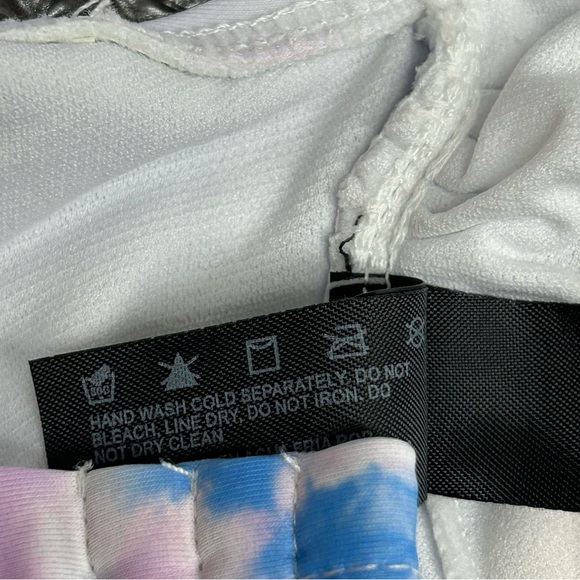 HAND WASH COLD SEPARATELY. DO NOT
BLEACH, LINE DRY, DO NOT IRON, DO
NOT DRY CLEAN